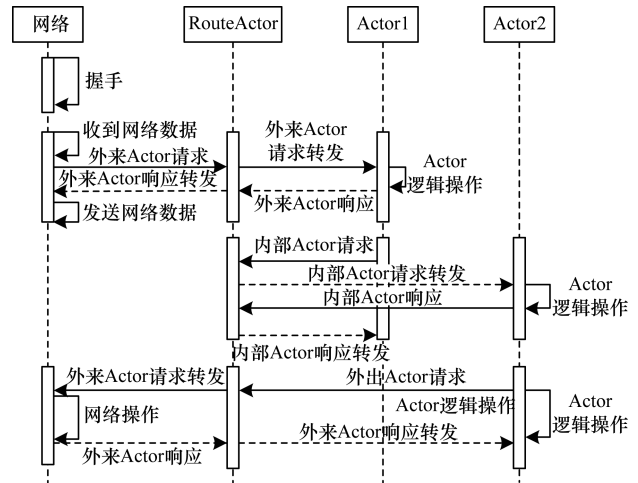 网络
RouteActor
Actor1
Actor2
握手
收到网络数据
外来Actor
请求转发
外来Actor请求
Actor
逻辑操作
外来Actor响应转发
外来Actor响应
发送网络数据
内部Actor请求
内部Actor请求转发
Actor
逻辑操作
内部Actor响应
内部Actor响应转发
外来Actor请求转发
外出Actor请求
Actor逻辑操作
Actor
逻辑操作
网络操作
外来Actor响应转发
外来Actor响应